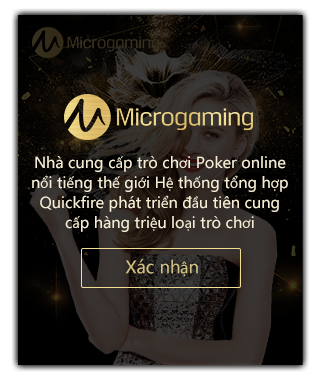 Microgaming
Microgaming
Nhà cung cấp trò chơi Poker online
nổi tiếng thế giới Hệ thống tổng hợp
Quickfire phát triển đầu tiên cung
cấp hàng triệu loại trò chơi
Xác nhận